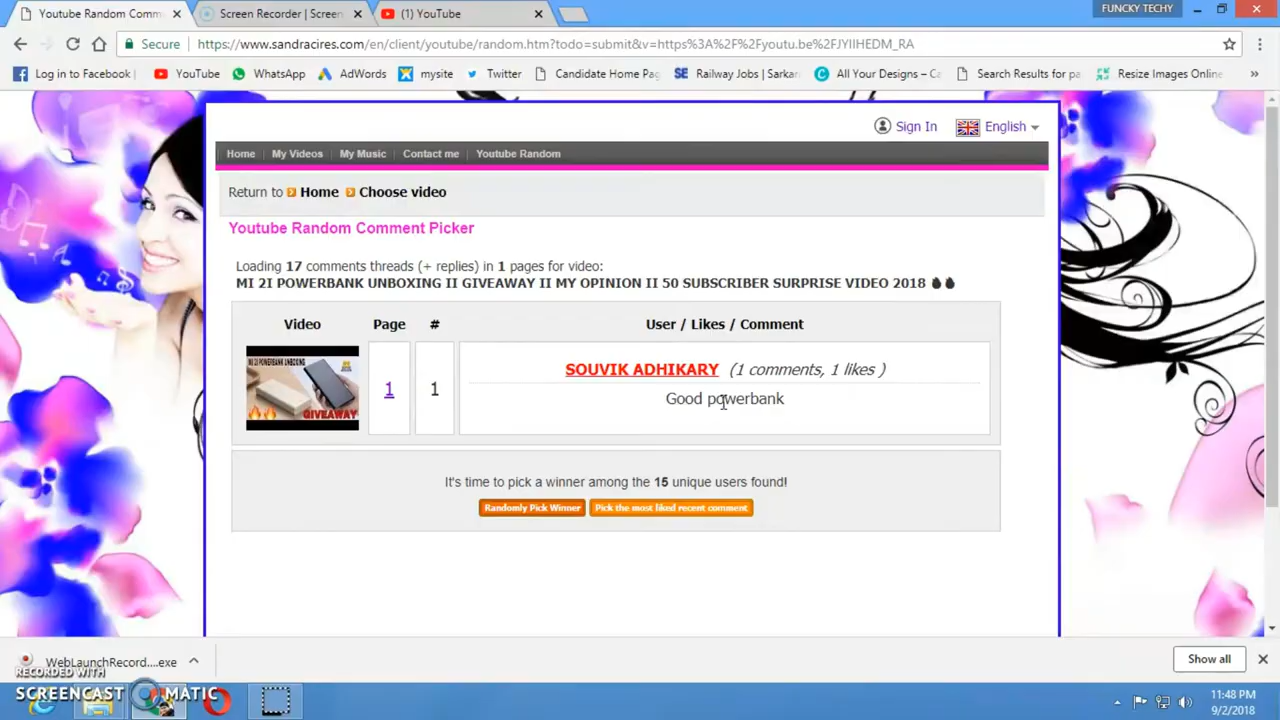 Youtube Random Comm
Screen Recorder | Screen
(1) YouTube
FUNCKY TECHY
Secure
https://www.sandracires.com/en/client/youtube/random.htm?todo=submit&v=https%3A%2F%2Fyoutu.be%2FJYIIHEDM_RA
Log in to Facebook
YouTube
WhatsApp
AdWords
mysite
Twitter
Candidate Home Pag
Railway Jobs | Sarkar
All Your Designs – Ca
Search Results for pa
Resize Images Online
Sign In
English
Home
My Videos
My Music
Contact me
Youtube Random
Return to Home Choose video
Youtube Random Comment Picker
Loading 17 comments threads (+ replies) in 1 pages for video:
MI 2I POWERBANK UNBOXING II GIVEAWAY II MY OPINION II 50 SUBSCRIBER SURPRISE VIDEO 2018
Video
Page
#
User / Likes / Comment
MI 2I POWERBANK UNBOXING
GIVEAWAY
1
1
SOUVIK ADHIKARY (1 comments, 1 likes )
Good powerbank
It's time to pick a winner among the 15 unique users found!
Randomly Pick Winner
Pick the most liked recent comment
WebLaunchRecord....exe
Show all
RECORDED WITH
SCREENCAST MATIC
11:48 PM
9/2/2018